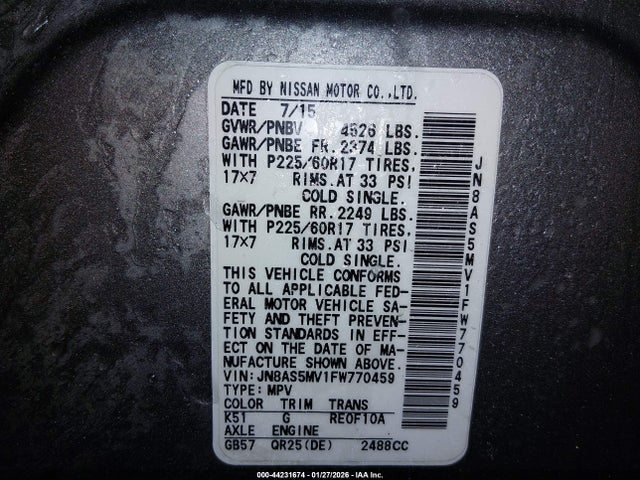 MFD BY NISSAN MOTOR CO.,LTD.
DATE 7/15
GVWR/PNBV 4526 LBS.
GAWR/PNBE FR. 2374 LBS.
WITH P225/60R17 TIRES,
17X7 RIMS.AT 33 PSI
COLD SINGLE.
GAWR/PNBE RR. 2249 LBS.
WITH P225/60R17 TIRES,
17X7 RIMS.AT 33 PSI
COLD SINGLE.
THIS VEHICLE CONFORMS
TO ALL APPLICABLE FED-
ERAL MOTOR VEHICLE SA-
FETY AND THEFT PREVEN-
TION STANDARDS IN EFF-
ECT ON THE DATE OF MA-
NUFACTURE SHOWN ABOVE.
VIN: JN8AS5MV1FW770459
TYPE: MPV
COLOR TRIM TRANS
K51 G RE0F10A
AXLE ENGINE
GB57 QR25(DE) 2488CC
JN8AS5MV1FW770459
000-44231674 | 01/27/2026 - IAA Inc.